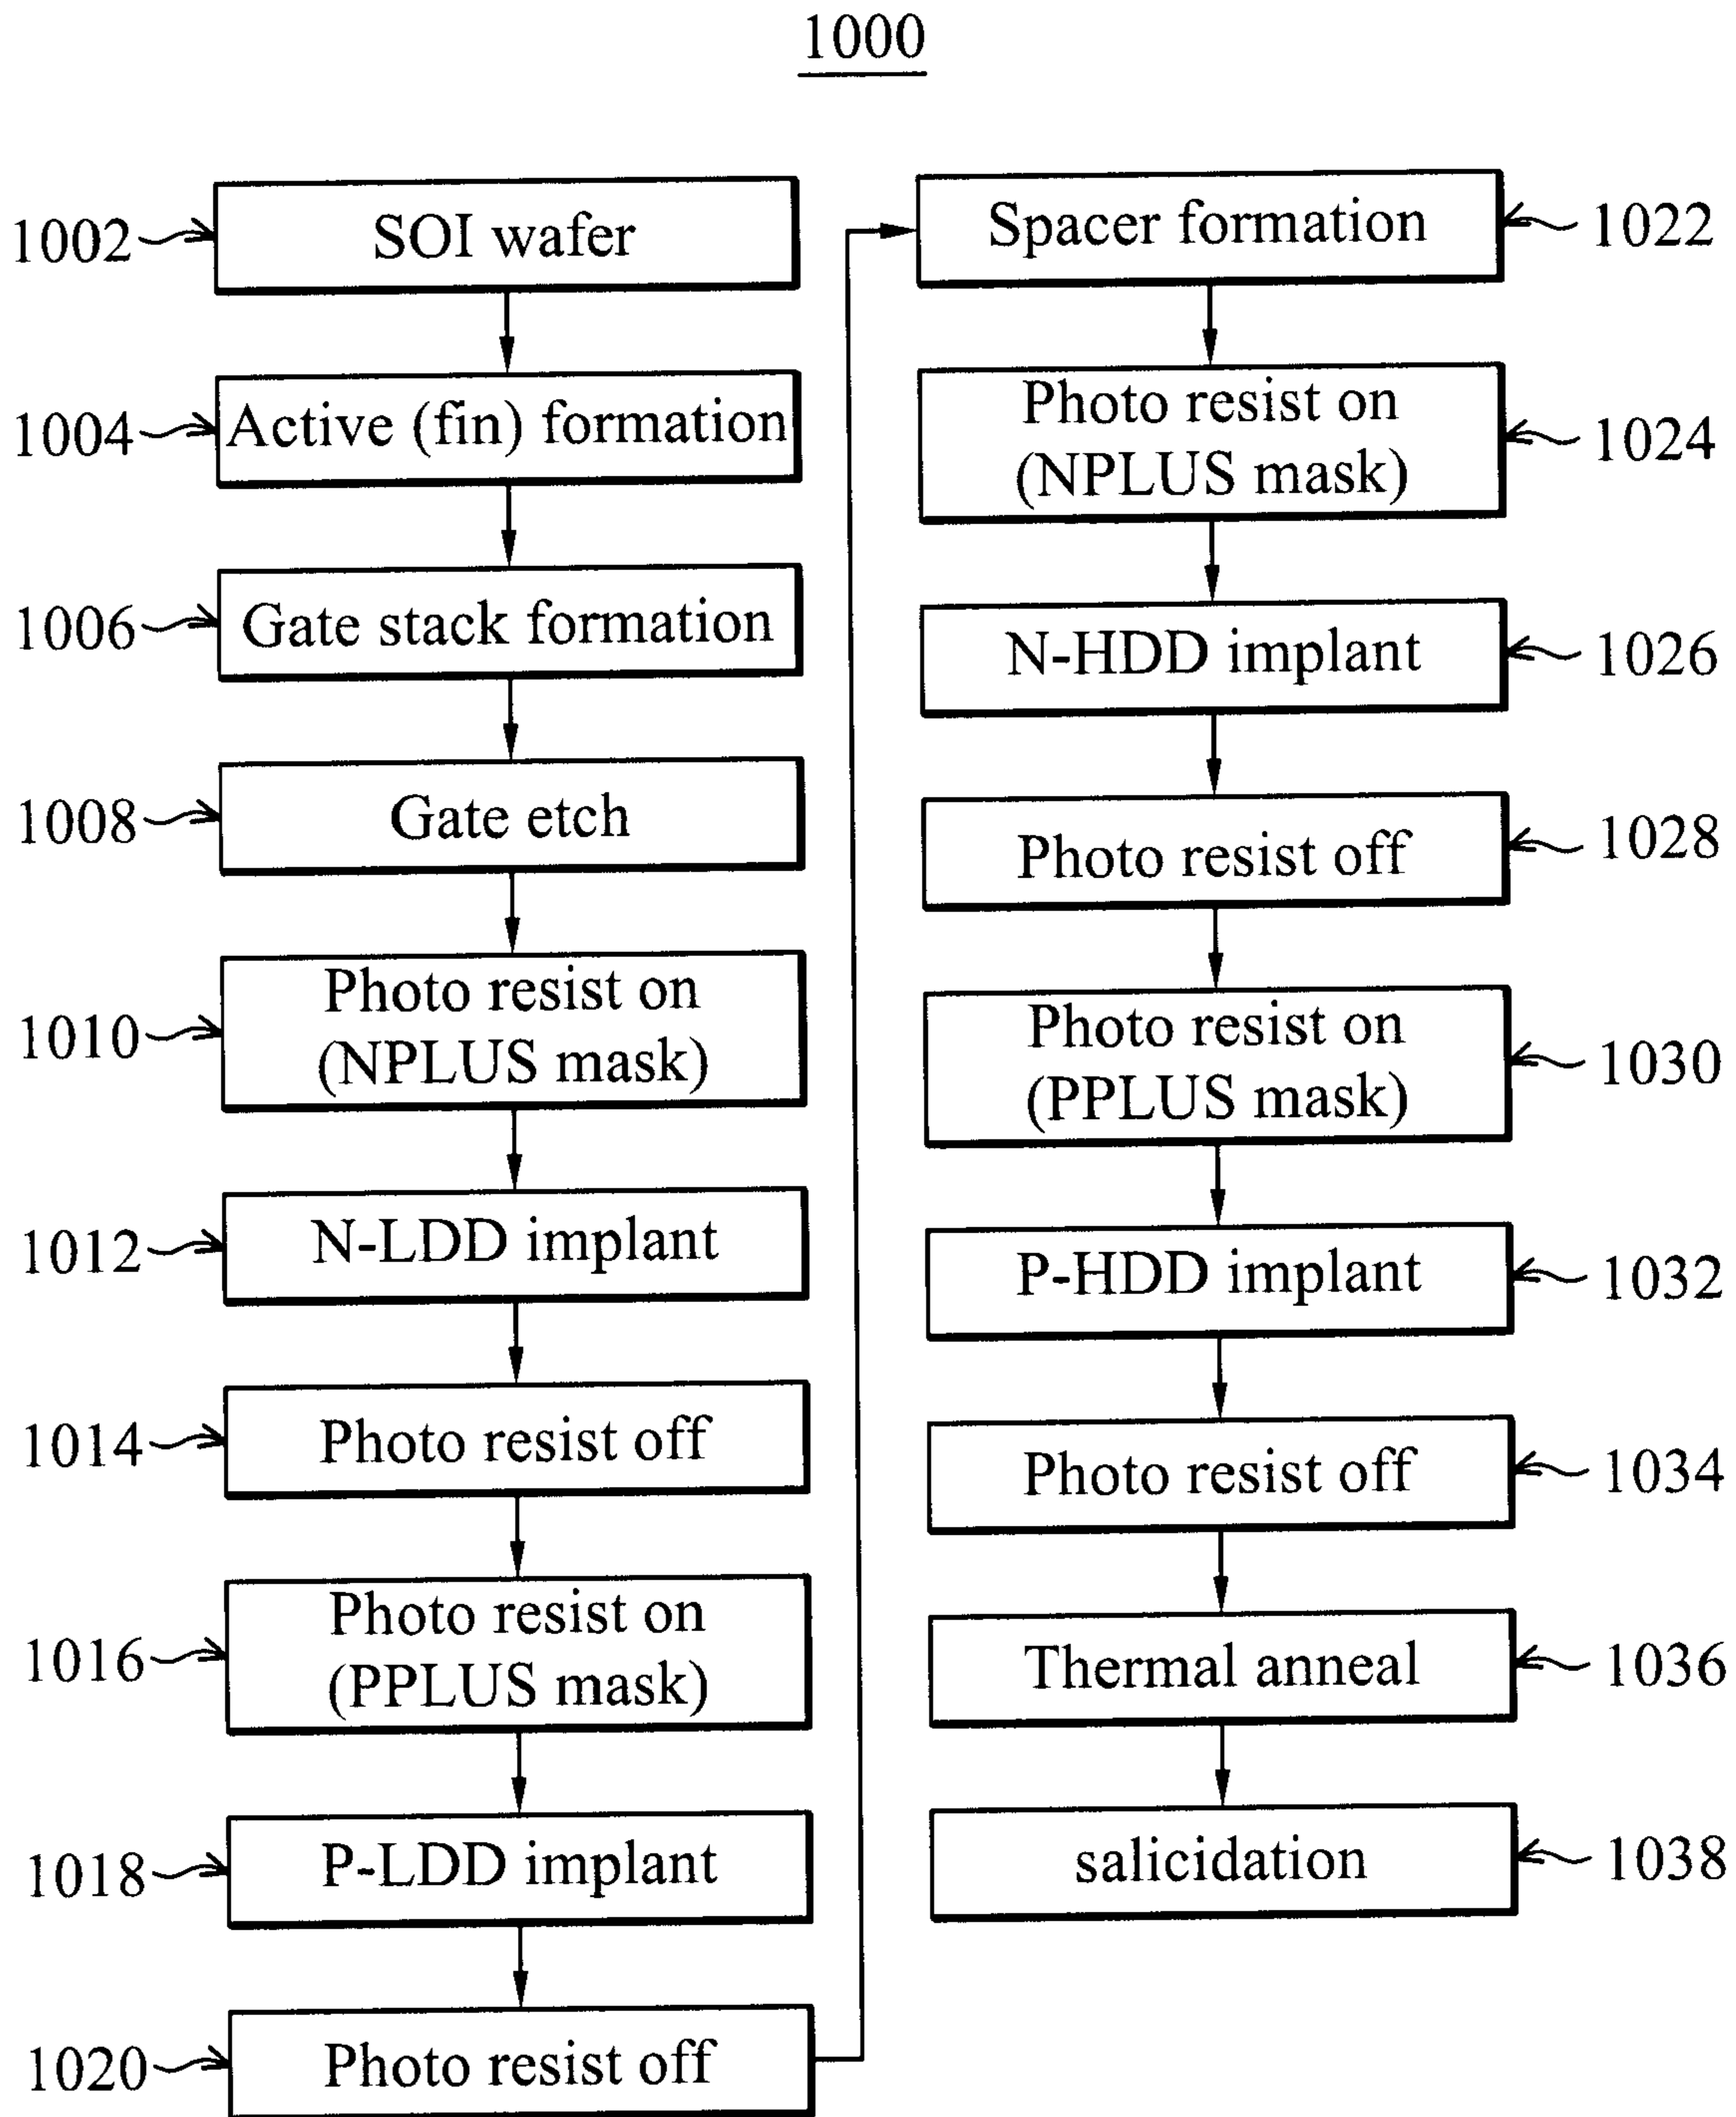 1000
1002
SOI wafer
1004
Active (fin) formation
1006
Gate stack formation
1008
Gate etch
1010
Photo resist on
(NPLUS mask)
1012
N-LDD implant
1014
Photo resist off
1016
Photo resist on
(PPLUS mask)
1018
P-LDD implant
1020
Photo resist off
Spacer formation
1022
Photo resist on
(NPLUS mask)
1024
N-HDD implant
1026
Photo resist off
1028
Photo resist on
(PPLUS mask)
1030
P-HDD implant
1032
Photo resist off
1034
Thermal anneal
1036
salicidation
1038